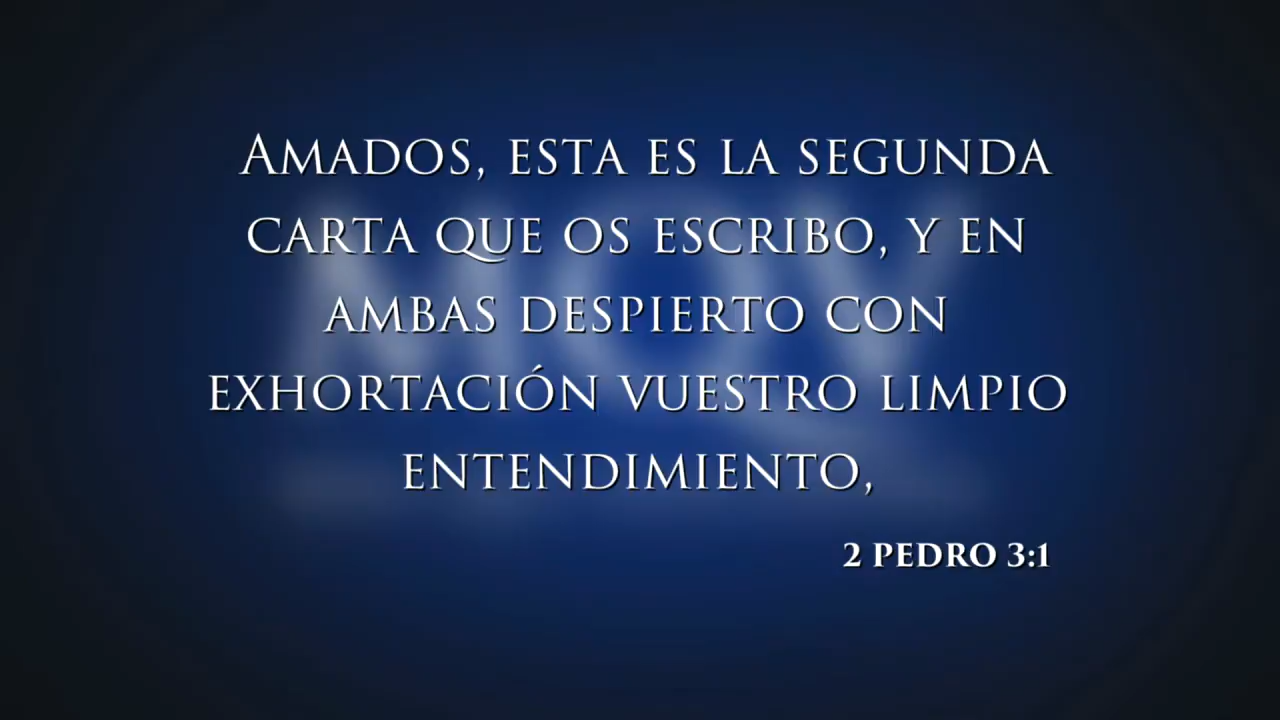 Amados, esta es la segunda
carta que os escribo, y en
ambas despierto con
exhortación vuestro limpio
entendimiento,
2 PEDRO 3:1